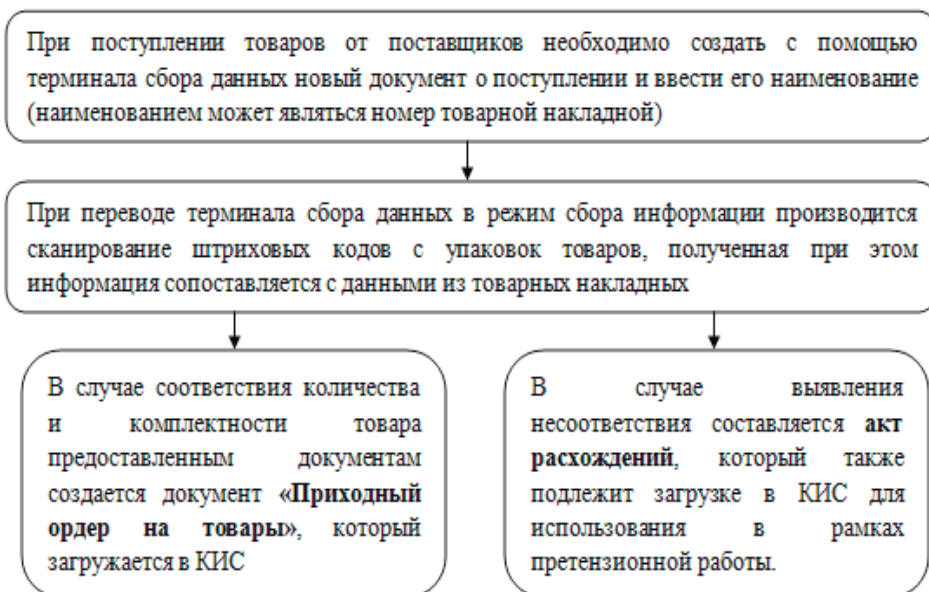 При поступлении товаров от поставщиков необходимо создать с помощью
терминала сбора данных новый документ о поступлении и ввести его наименование
(наименованием может являться номер товарной накладной)
При переводе терминала сбора данных в режим сбора информации производится
сканирование штриховых кодов с упаковок товаров, полученная при этом
информация сопоставляется с данными из товарных накладных
В случае соответствия количества
и комплектности товара
предоставленным документам
создается документ «Приходный
ордер на товары», который
загружается в КИС
В случае выявления
несоответствия составляется акт
расхождений, который также
подлежит загрузке в КИС для
использования в рамках
претензионной работы.